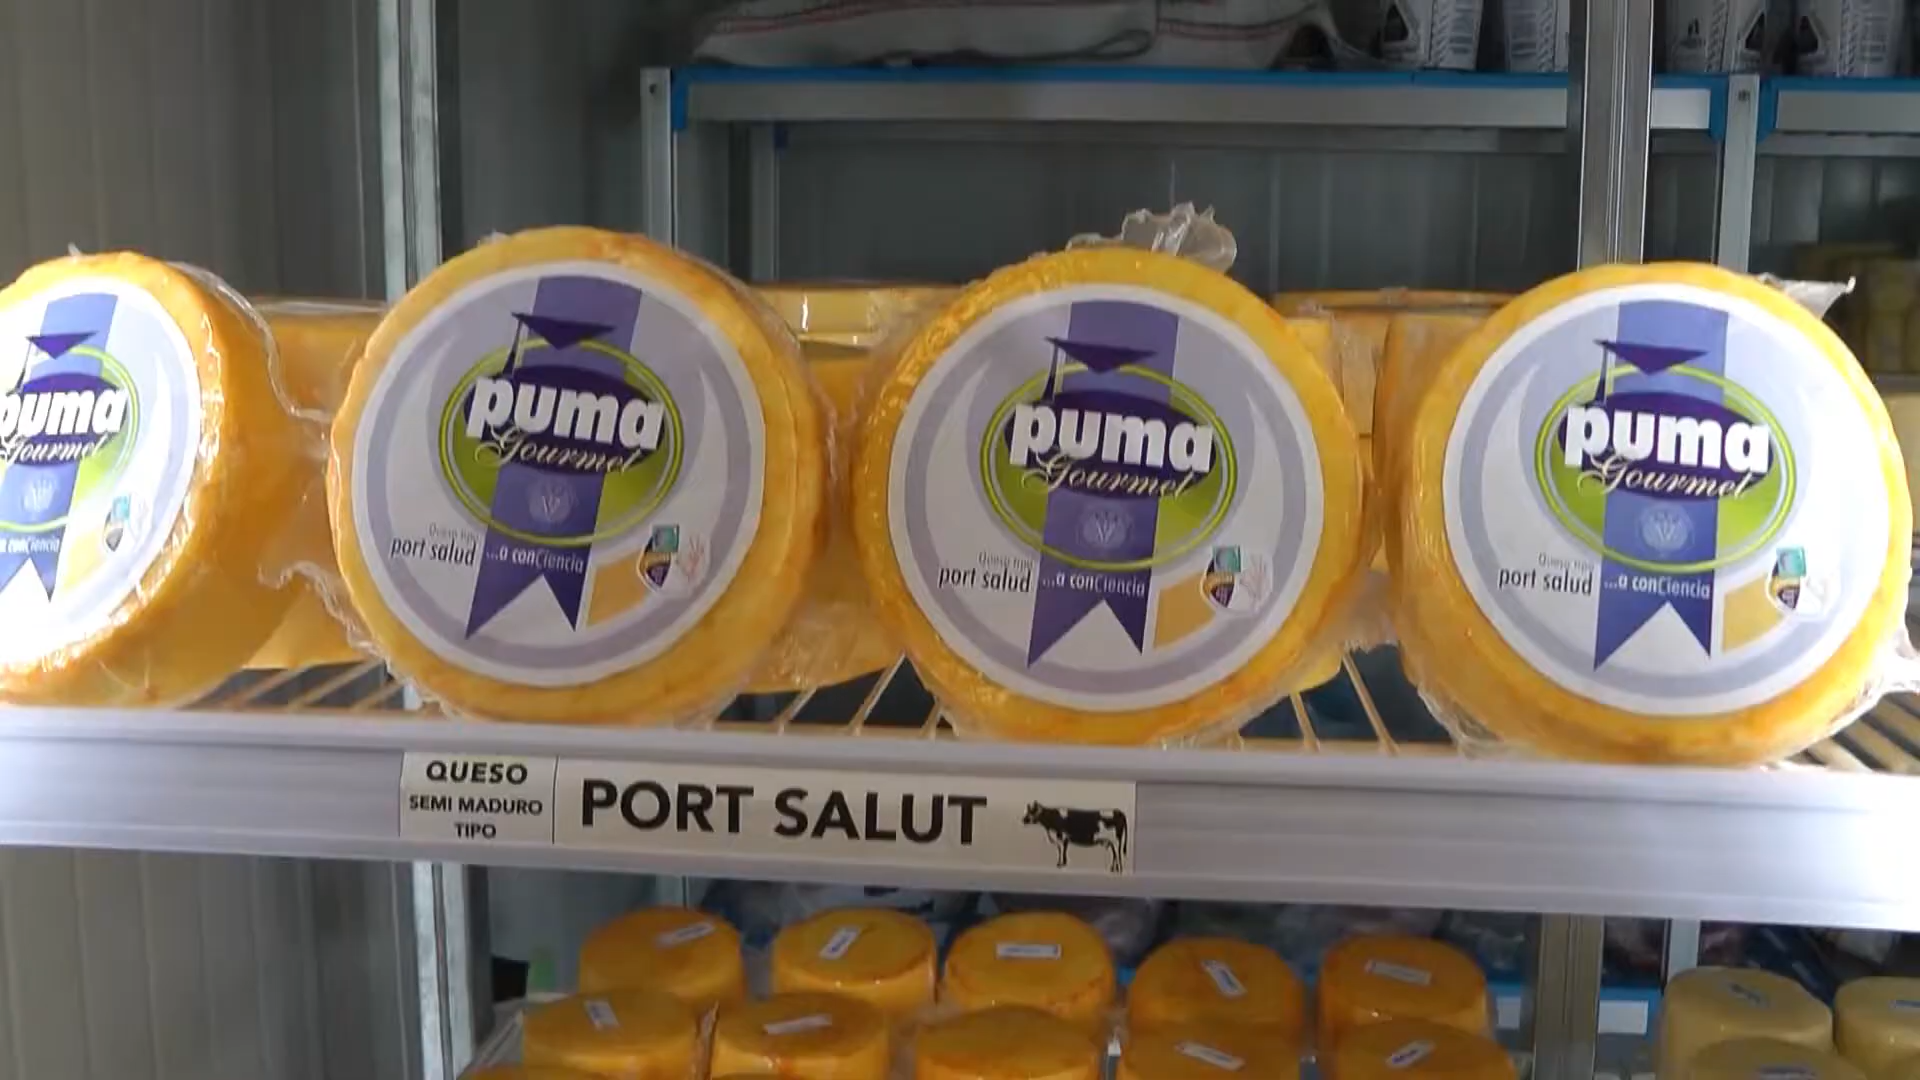 puma
Gourmet
...a conCiencia
puma
Gourmet
Queso tipo
port salud
...a conCiencia
puma
Gourmet
Queso tipo
port salud
...a conCiencia
puma
Gourmet
Queso tipo
port salud
...a conCiencia
QUESO
SEMI MADURO
TIPO
PORT SALUT